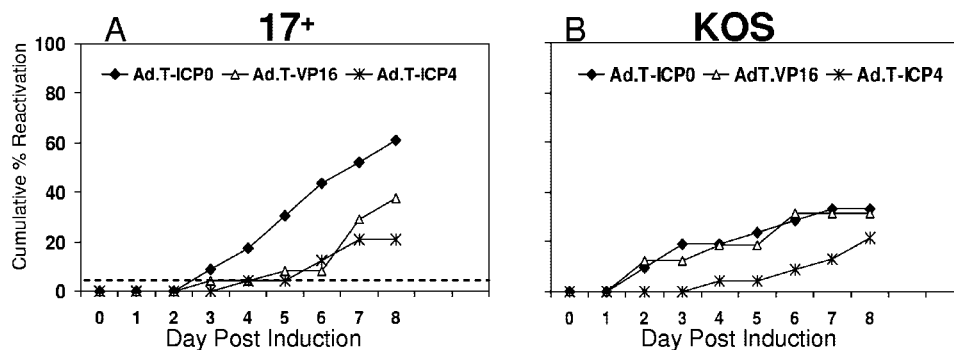 A 17+
Cumulative % Reactivation
100
80
60
40
20
0
Ad.T-ICP0 Ad.T-VP16 Ad.T-ICP4
0 1 2 3 4 5 6 7 8
Day Post Induction
B KOS
Ad.T-ICP0 AdT.VP16 Ad.T-ICP4
0 1 2 3 4 5 6 7 8
Day Post Induction